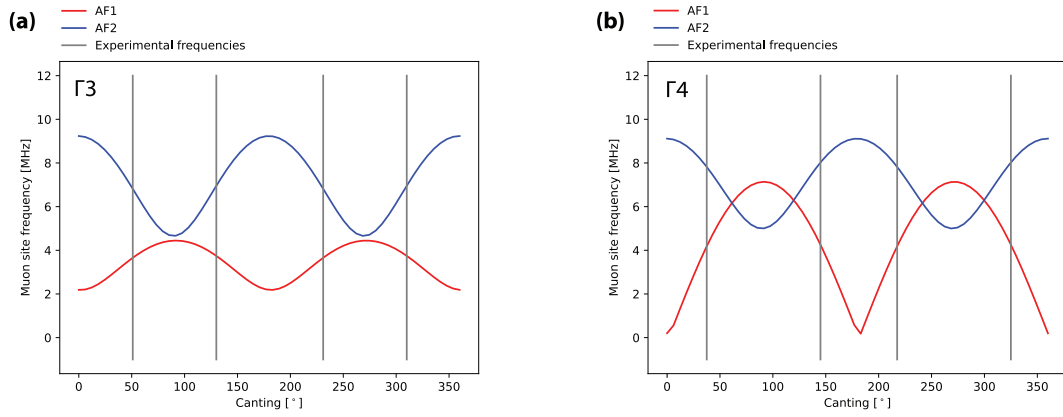 (a)
AF1
AF2
Experimental frequencies
Γ3
Muon site frequency [MHz]
12
10
8
6
4
2
0
0 50 100 150 200 250 300 350
Canting [°]
(b)
AF1
AF2
Experimental frequencies
Γ4
Muon site frequency [MHz]
12
10
8
6
4
2
0
0 50 100 150 200 250 300 350
Canting [°]